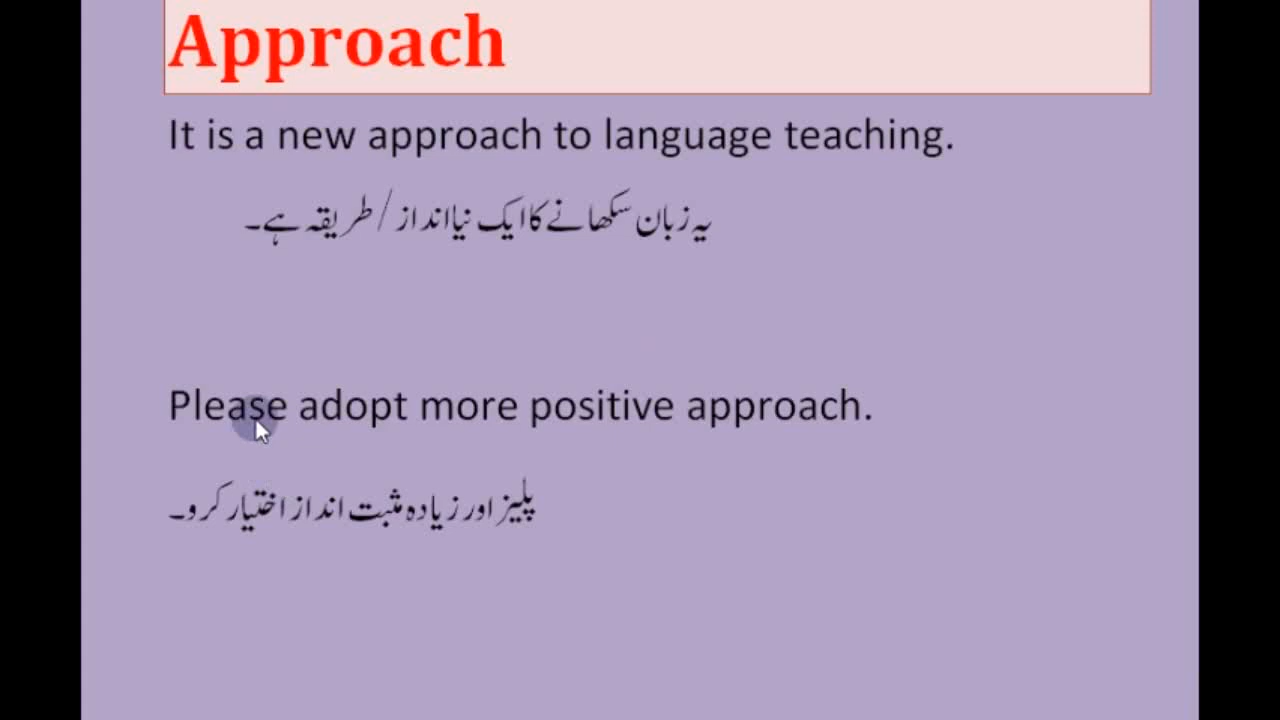 Approach
It is a new approach to language teaching.
یہ زبان سکھانے کا ایک نیا انداز / طریقہ ہے۔
Please adopt more positive approach.
پلیز اور زیادہ مثبت انداز اختیار کرو۔